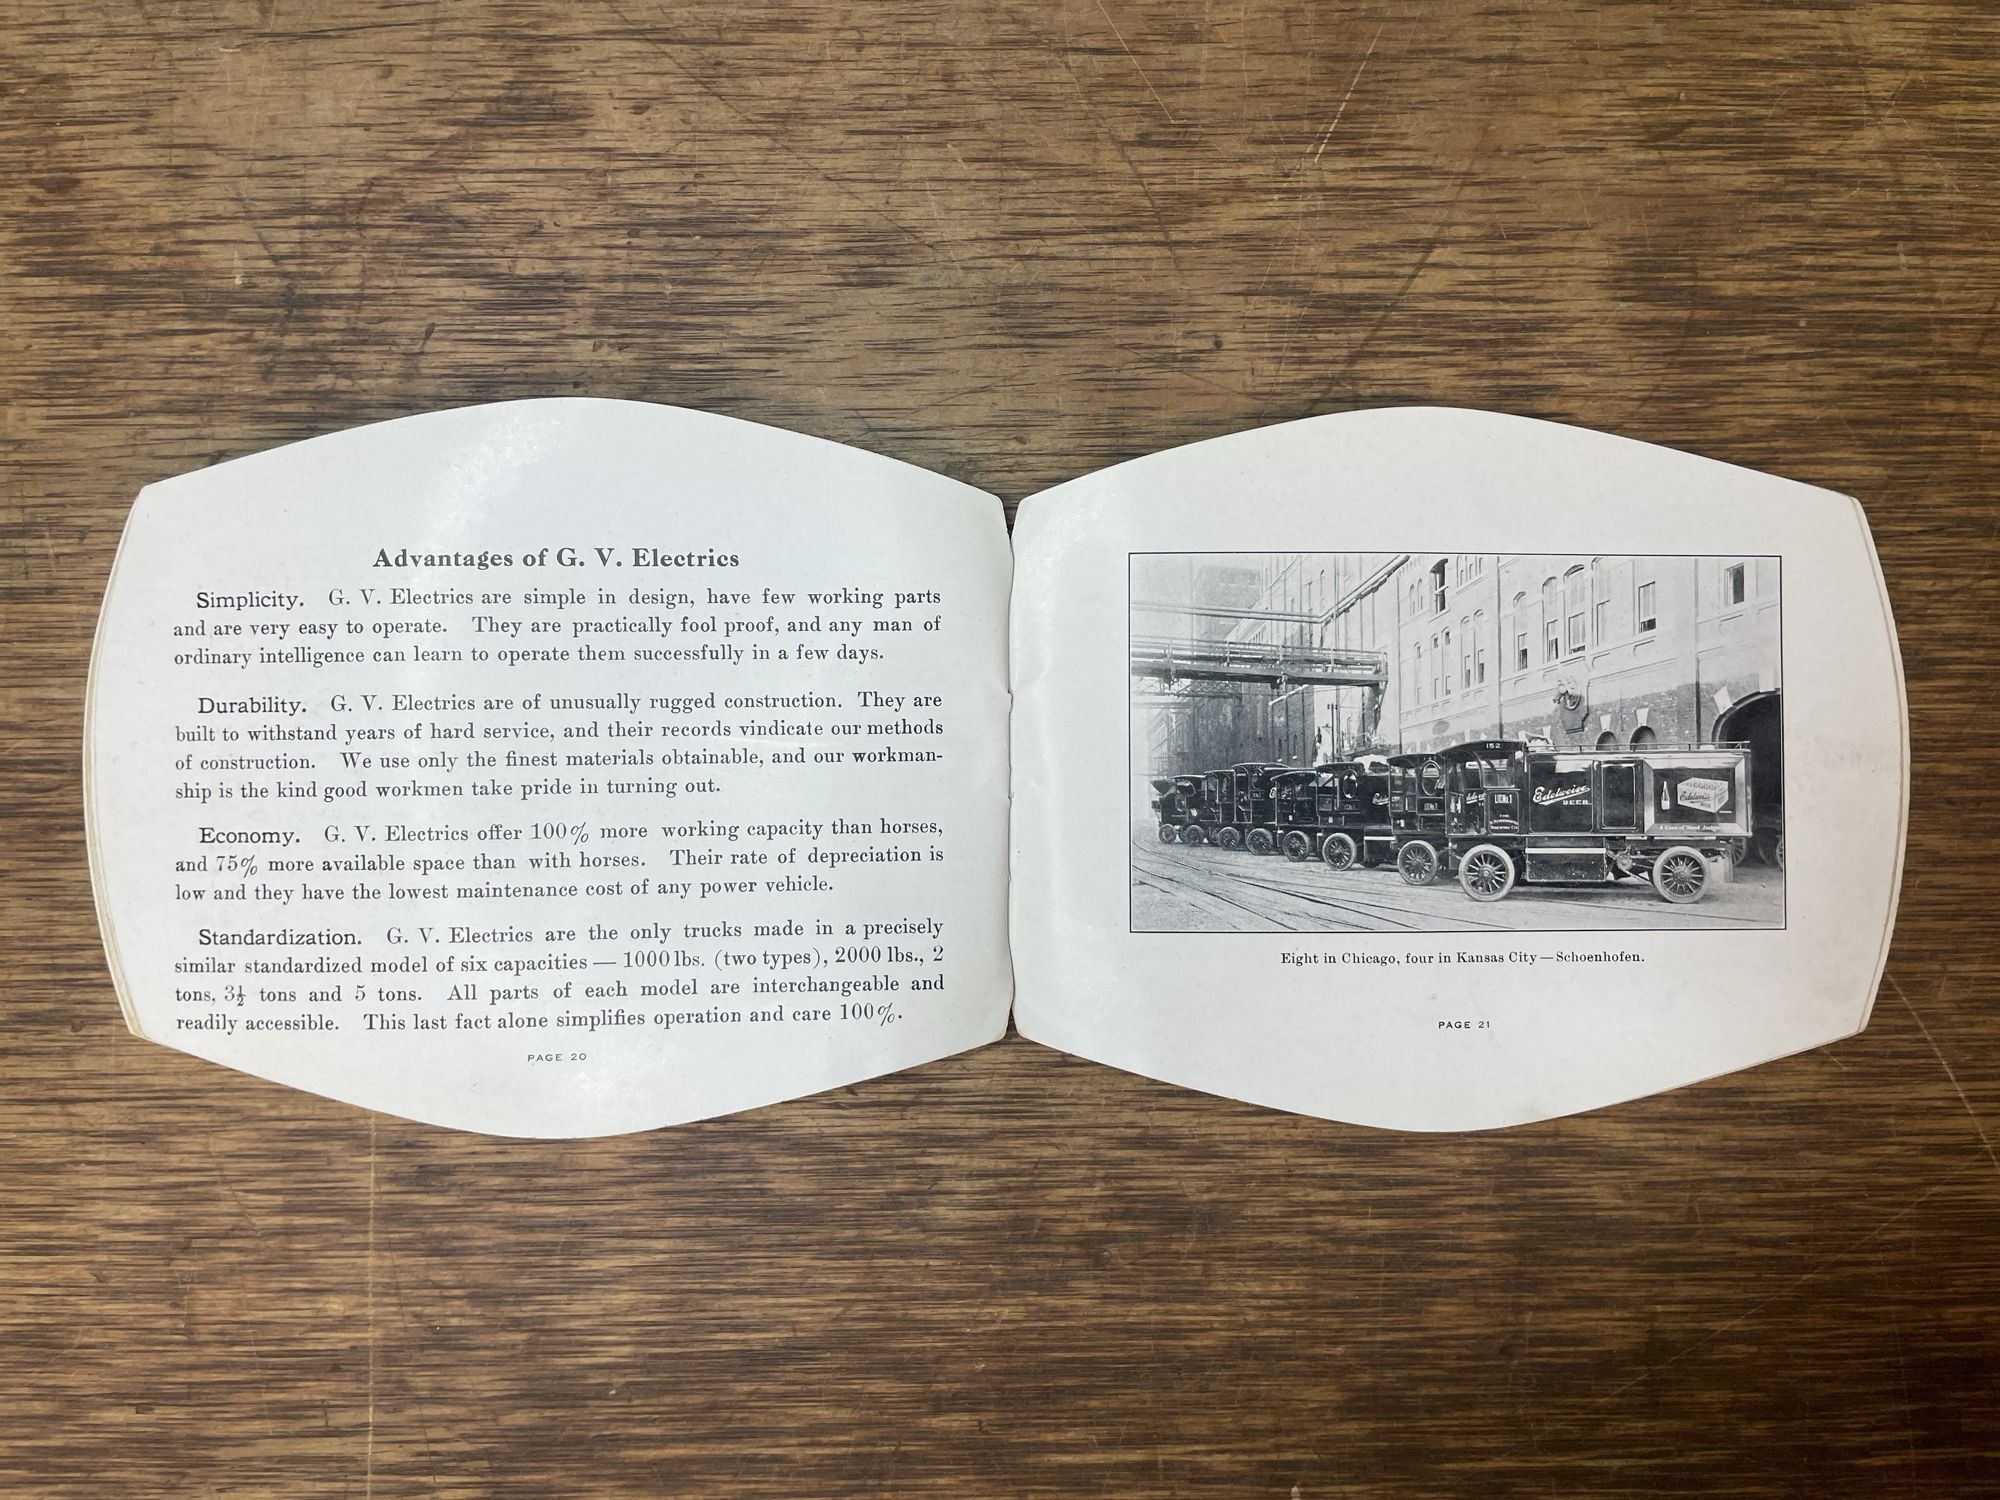 Advantages of G. V. Electrics
Simplicity. G. V. Electrics are simple in design, have few working parts
and are very easy to operate. They are practically fool proof, and any man of
ordinary intelligence can learn to operate them successfully in a few days.
Durability. G. V. Electrics are of unusually rugged construction. They are
built to withstand years of hard service, and their records vindicate our methods
of construction. We use only the finest materials obtainable, and our workman-
ship is the kind good workmen take pride in turning out.
Economy. G. V. Electrics offer 100% more working capacity than horses,
and 75% more available space than with horses. Their rate of depreciation is
low and they have the lowest maintenance cost of any power vehicle.
Standardization. G. V. Electrics are the only trucks made in a precisely
similar standardized model of six capacities — 1000 lbs. (two types), 2000 lbs., 2
tons, 3½ tons and 5 tons. All parts of each model are interchangeable and
readily accessible. This last fact alone simplifies operation and care 100%.
PAGE 20
152
Edelweiss
BEER
Edelweiss
A Case of Good Judgment
Eight in Chicago, four in Kansas City — Schoenhofen.
PAGE 21